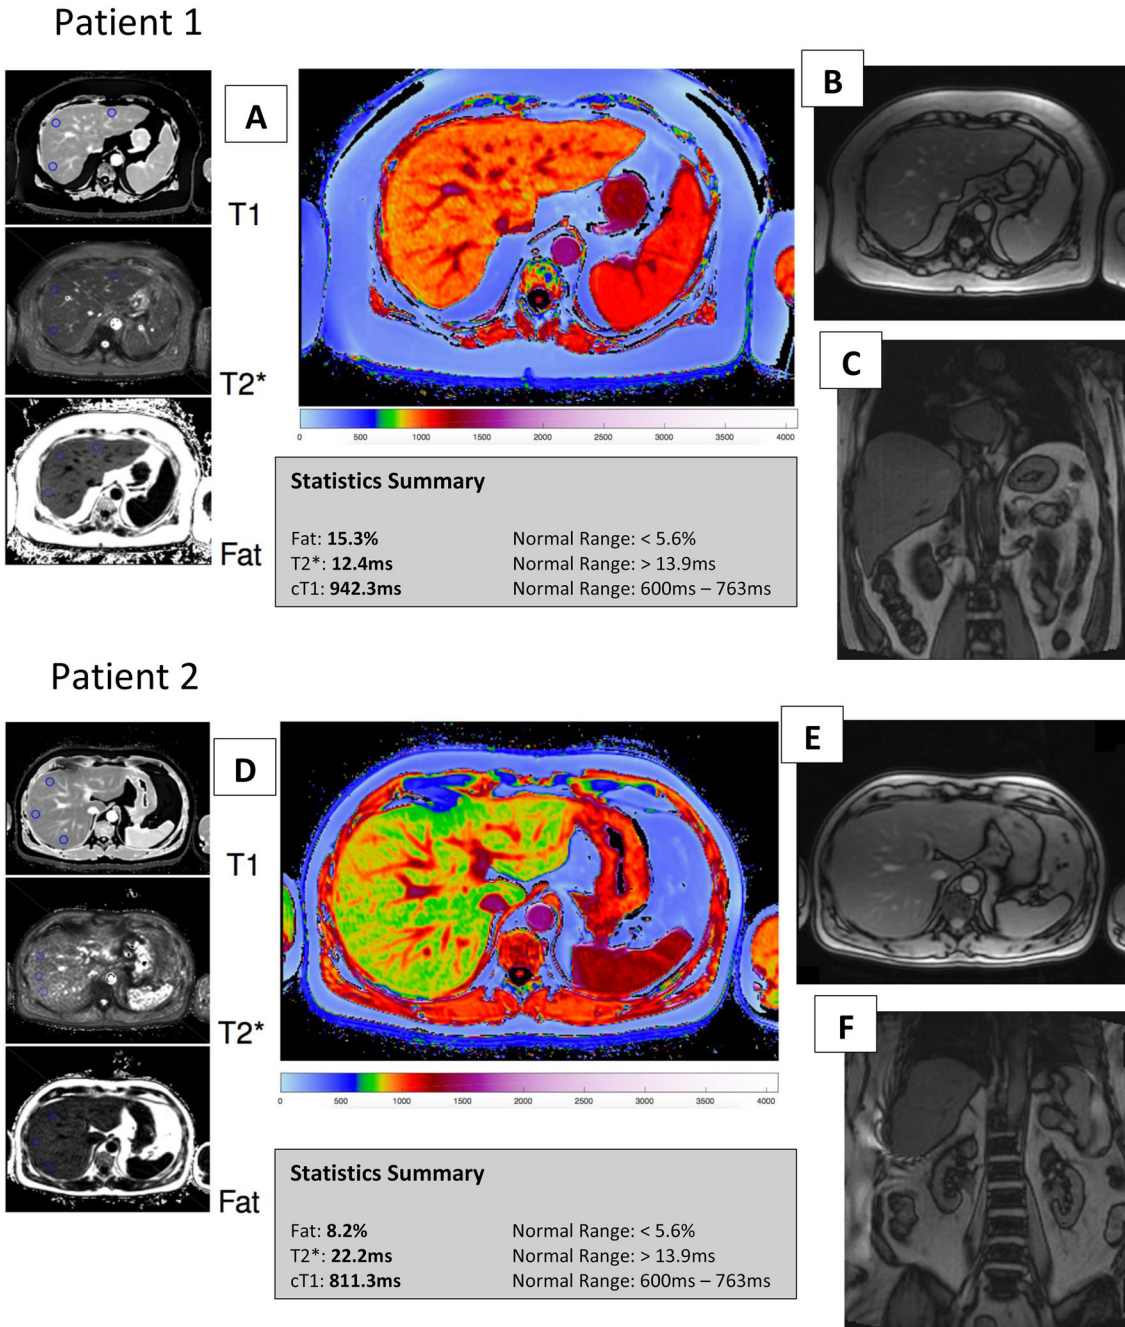 Patient 1
A
B
T1
T2*
C
0 500 1000 1500 2000 2500 3000 3500 4000
Statistics Summary
Fat
Fat: 15.3% Normal Range: < 5.6%
T2*: 12.4ms Normal Range: > 13.9ms
cT1: 942.3ms Normal Range: 600ms – 763ms
Patient 2
D
E
T1
T2*
F
0 500 1000 1500 2000 2500 3000 3500 4000
Statistics Summary
Fat
Fat: 8.2% Normal Range: < 5.6%
T2*: 22.2ms Normal Range: > 13.9ms
cT1: 811.3ms Normal Range: 600ms – 763ms